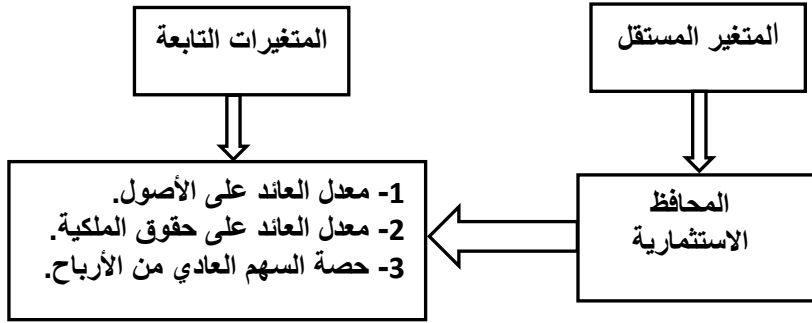 المتغير المستقل
المتغيرات التابعة
المحافظ
الاستثمارية
1- معدل العائد على الأصول.
2- معدل العائد على حقوق الملكية.
3- حصة السهم العادي من الأرباح.